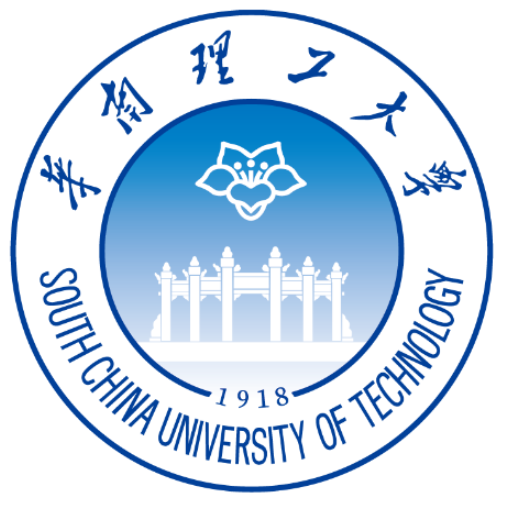 华南理工大学
1918
SOUTH CHINA UNIVERSITY OF TECHNOLOGY